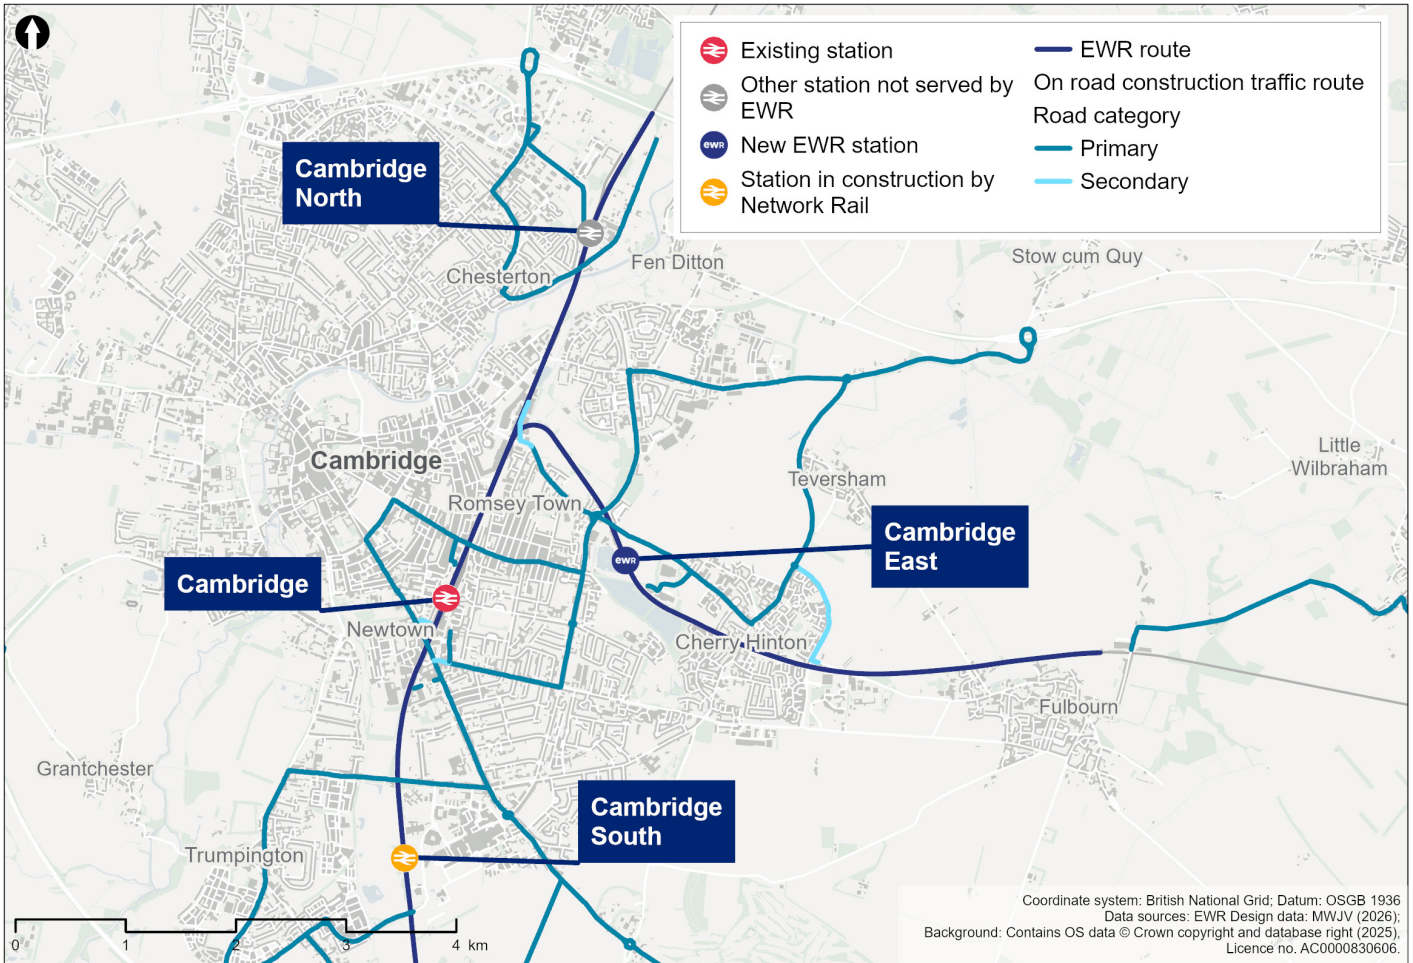 Existing station
Other station not served by
EWR
ewr
New EWR station
Station in construction by
Network Rail
EWR route
On road construction traffic route
Road category
Primary
Secondary
Cambridge
North
Chesterton
Fen Ditton
Stow cum Quy
Cambridge
Romsey Town
Teversham
Little
Wilbraham
Cambridge
East
ewr
Cambridge
Newtown
Cherry Hinton
Fulbourn
Grantchester
Cambridge
South
Trumpington
0 1 2 3 4 km
Coordinate system: British National Grid; Datum: OSGB 1936
Data sources: EWR Design data: MWJV (2026);
Background: Contains OS data © Crown copyright and database right (2025),
Licence no. AC0000830606.